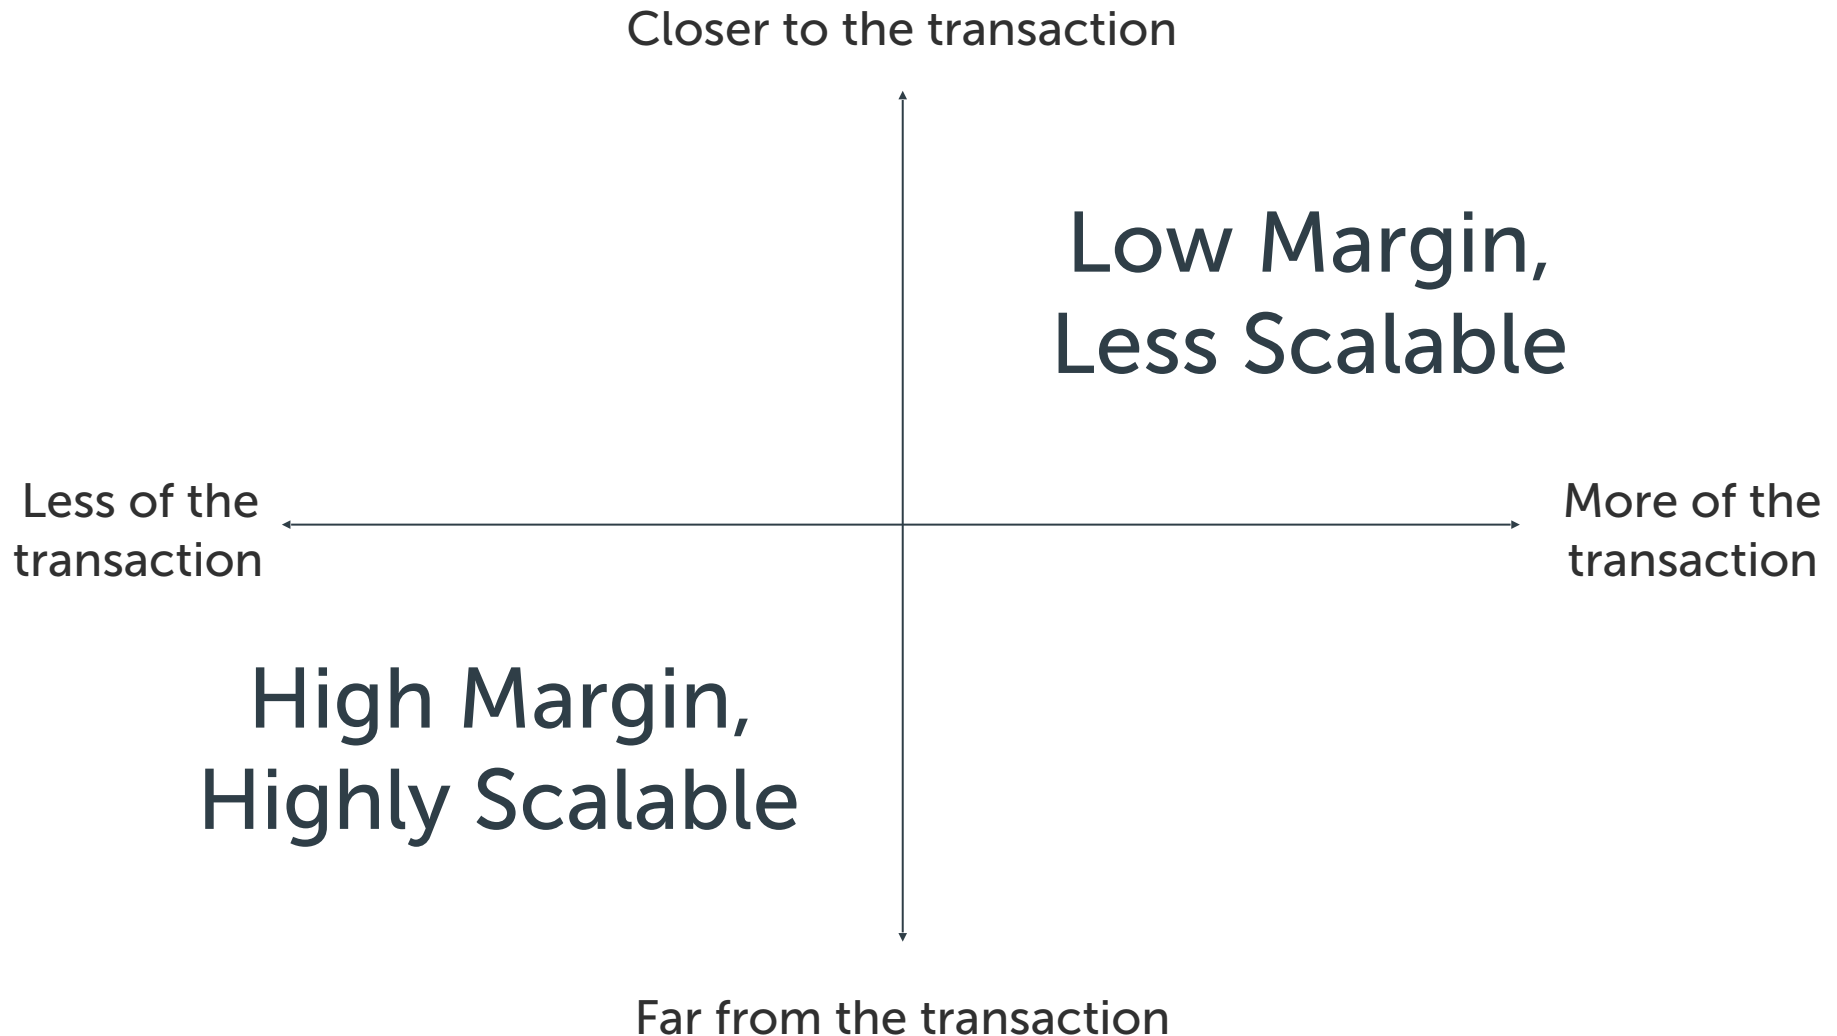 Closer to the transaction
Low Margin,
Less Scalable
Less of the
transaction
More of the
transaction
High Margin,
Highly Scalable
Far from the transaction